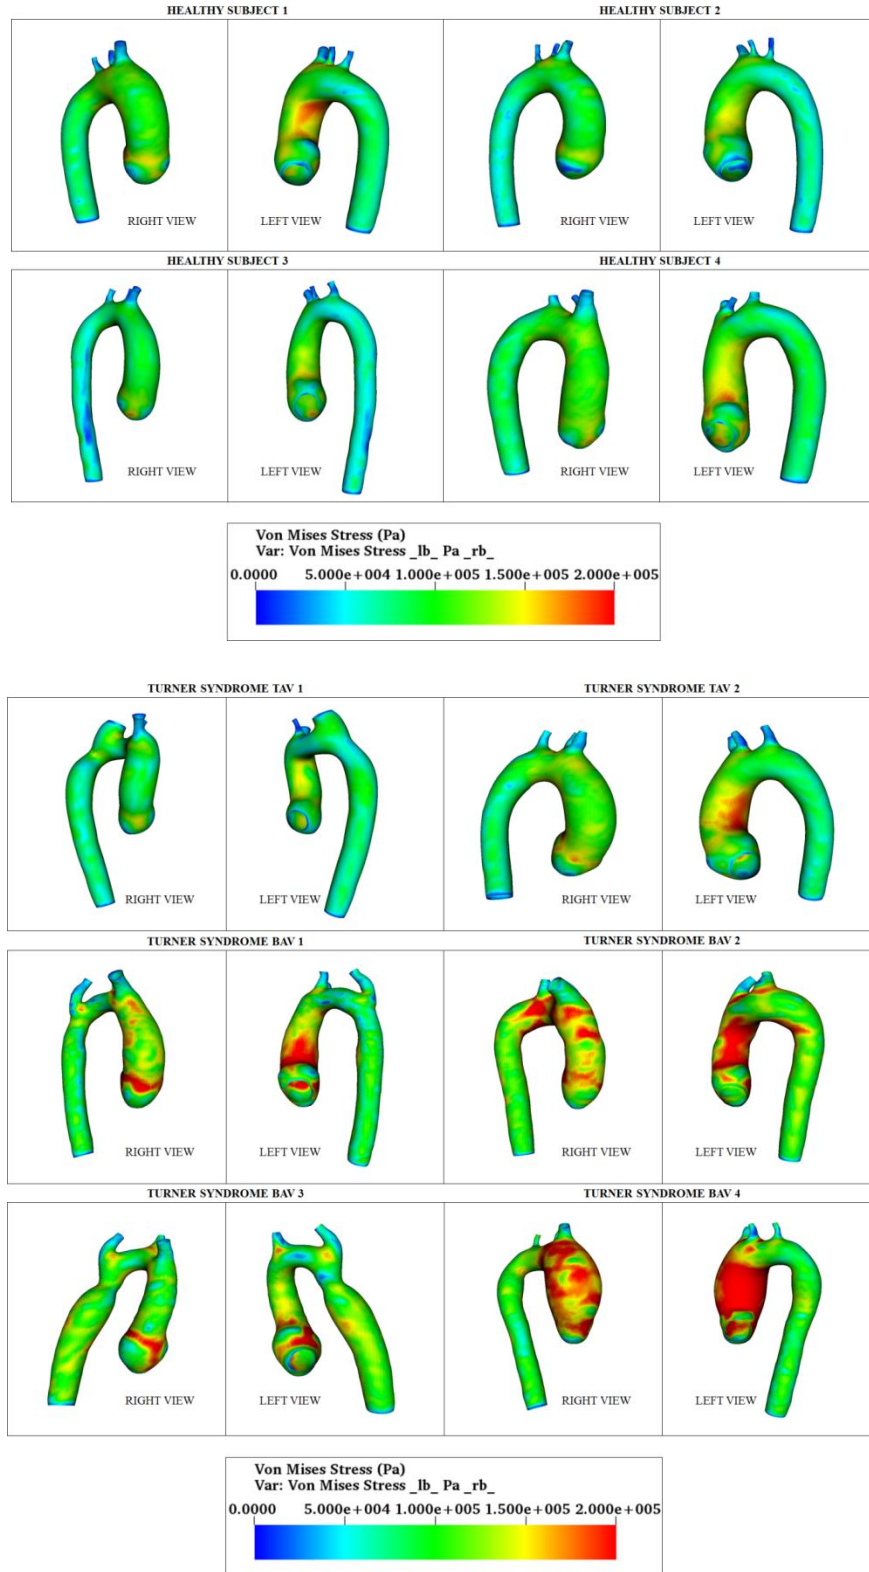 HEALTHY SUBJECT 1 HEALTHY SUBJECT 2
RIGHT VIEW LEFT VIEW RIGHT VIEW LEFT VIEW
HEALTHY SUBJECT 3 HEALTHY SUBJECT 4
RIGHT VIEW LEFT VIEW RIGHT VIEW LEFT VIEW
Von Mises Stress (Pa)
Var: Von Mises Stress _lb_ Pa _rb_
0.0000 5.000e+004 1.000e+005 1.500e+005 2.000e+005
TURNER SYNDROME TAV 1 TURNER SYNDROME TAV 2
RIGHT VIEW LEFT VIEW RIGHT VIEW LEFT VIEW
TURNER SYNDROME BAV 1 TURNER SYNDROME BAV 2
RIGHT VIEW LEFT VIEW RIGHT VIEW LEFT VIEW
TURNER SYNDROME BAV 3 TURNER SYNDROME BAV 4
RIGHT VIEW LEFT VIEW RIGHT VIEW LEFT VIEW
Von Mises Stress (Pa)
Var: Von Mises Stress _lb_ Pa _rb_
0.0000 5.000e+004 1.000e+005 1.500e+005 2.000e+005